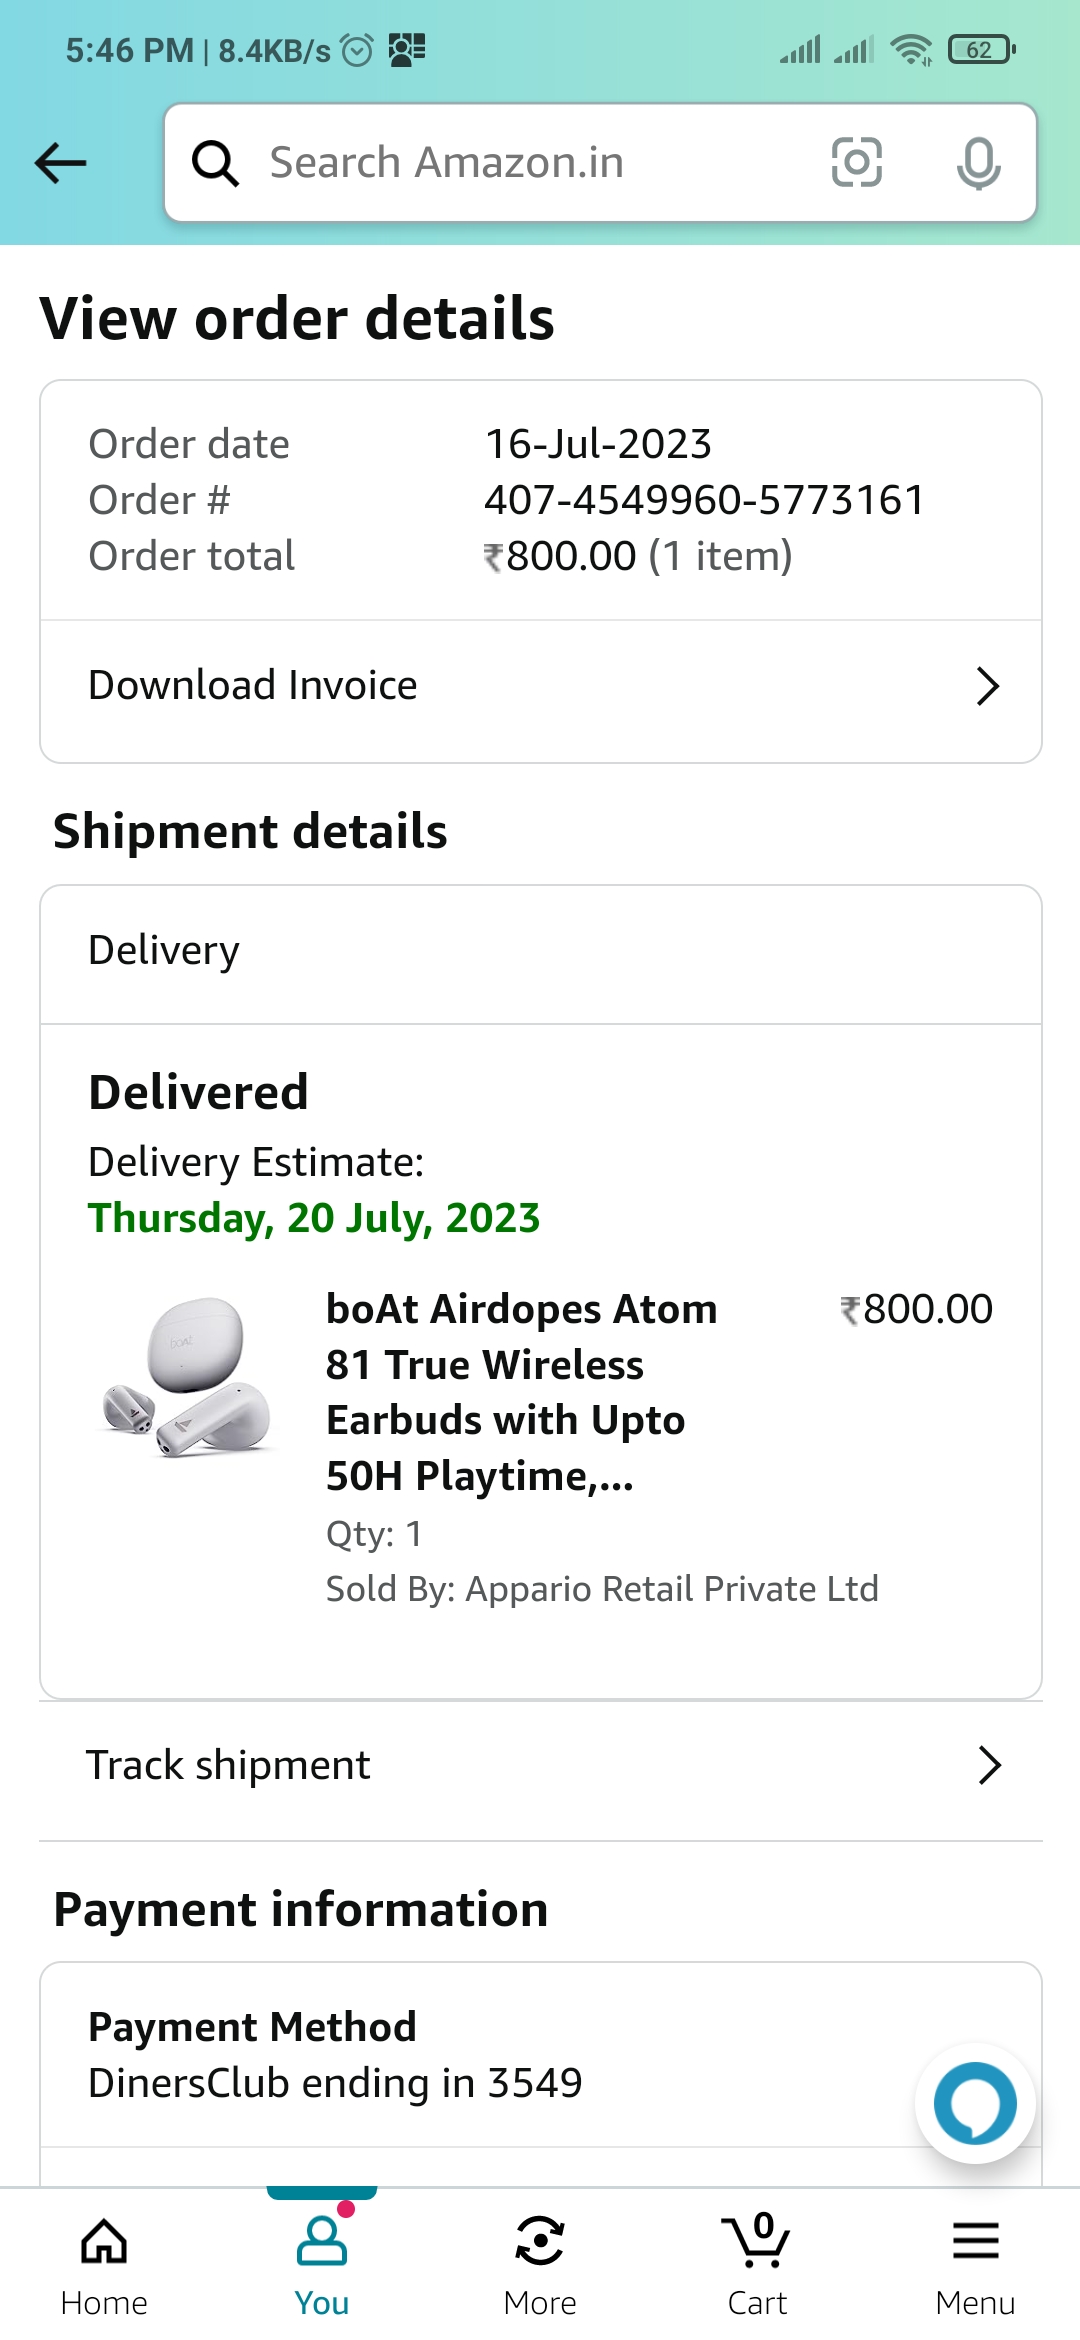 5:46 PM | 8.4KB/s
62
Search Amazon.in
View order details
Order date 16-Jul-2023
Order # 407-4549960-5773161
Order total ₹800.00 (1 item)
Download Invoice
Shipment details
Delivery
Delivered
Delivery Estimate:
Thursday, 20 July, 2023
boAt
boAt Airdopes Atom ₹800.00
81 True Wireless
Earbuds with Upto
50H Playtime,...
Qty: 1
Sold By: Appario Retail Private Ltd
Track shipment
Payment information
Payment Method
DinersClub ending in 3549
0
Home You More Cart Menu